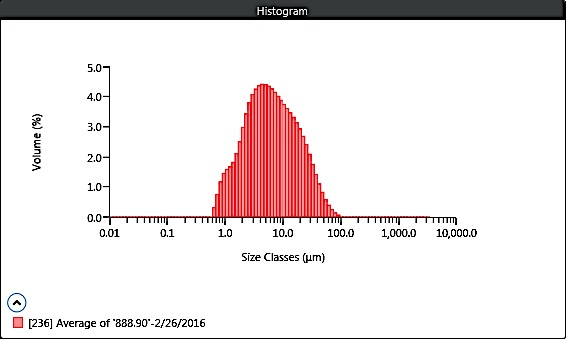 Histogram
5.0
4.0
3.0
2.0
1.0
0.0
Volume (%)
0.01 0.1 1.0 10.0 100.0 1,000.0 10,000.0
Size Classes (µm)
[236] Average of "888.90"-2/26/2016